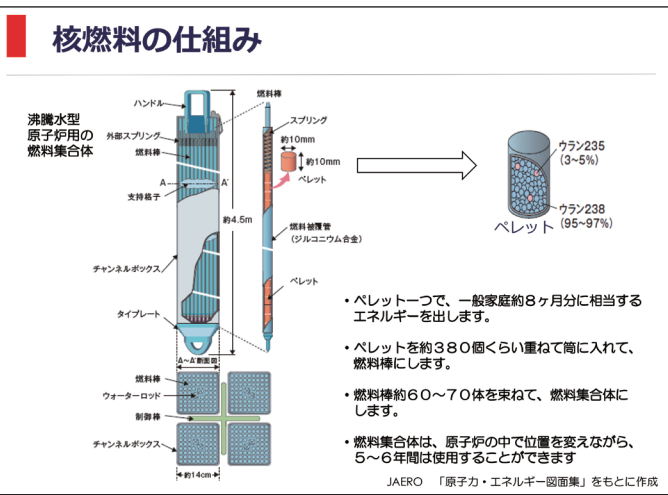 核燃料の仕組み
沸騰水型
原子炉用の
燃料集合体
ハンドル
外部スプリング
燃料棒
A
A′
支持格子
チャンネルボックス
タイプレート
約4.5m
A〜A′断面図
燃料棒
ウォーターロッド
制御棒
チャンネルボックス
約14cm
燃料棒
スプリング
約10mm
約10mm
ペレット
燃料被覆管
(ジルコニウム合金)
ペレット
ウラン235
(3~5%)
ウラン238
(95~97%)
ペレット
・ペレット一つで、一般家庭約8ヶ月分に相当する
エネルギーを出します。
・ペレットを約380個くらい重ねて筒に入れて、
燃料棒にします。
・燃料棒約60〜70体を束ねて、燃料集合体に
します。
・燃料集合体は、原子炉の中で位置を変えながら、
5〜6年間は使用することができます
JAERO 「原子力・エネルギー図面集」をもとに作成